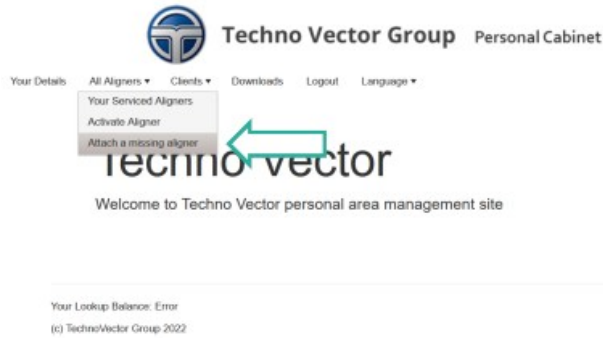 Techno Vector Group Personal Cabinet
Your Details All Aligners ▾ Clients ▾ Downloads Logout Language ▾
Your Serviced Aligners
Activate Aligner
Attach a missing aligner
Techno Vector
Welcome to Techno Vector personal area management site
Your Lookup Balance: Error
(c) TechnoVector Group 2022